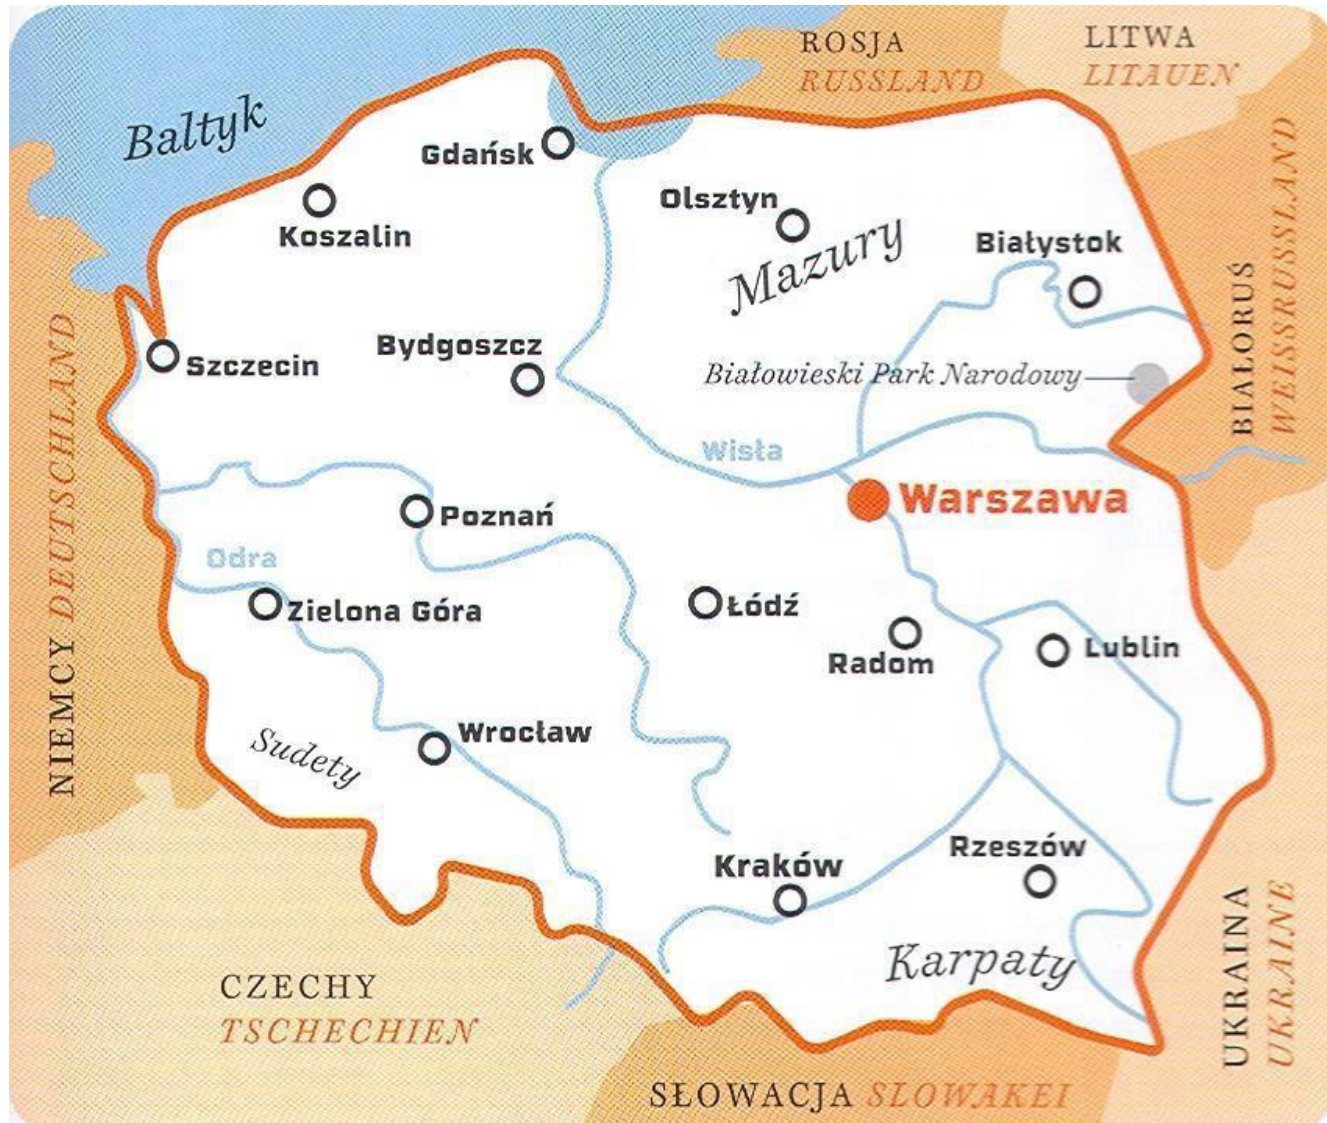 ROSJA
RUSSLAND
LITWA
LITAUEN
Bałtyk
Gdańsk
Koszalin
Olsztyn
Mazury
Białystok
BIAŁORUŚ
WEISSRUSSLAND
Szczecin
Bydgoszcz
Białowieski Park Narodowy
Wisła
Warszawa
Poznań
Odra
Zielona Góra
Łódź
Radom
Lublin
NIEMCY DEUTSCHLAND
Wrocław
Sudety
Kraków
Rzeszów
Karpaty
UKRAINA
UKRAINE
CZECHY
TSCHECHIEN
SŁOWACJA SLOWAKEI